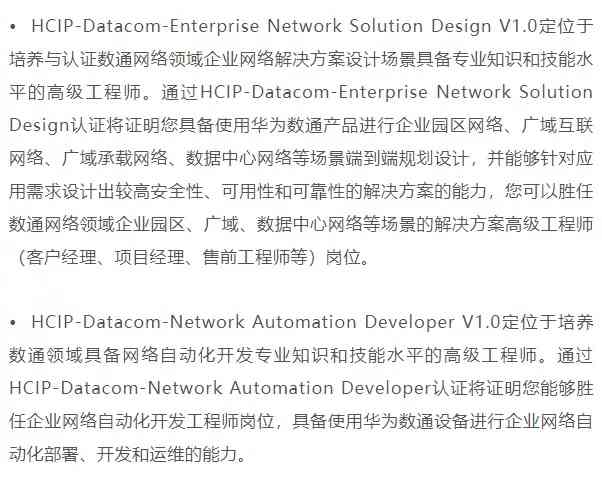 • HCIP-Datacom-Enterprise Network Solution Design V1.0定位于
培养与认证数通网络领域企业网络解决方案设计场景具备专业知识和技能水
平的高级工程师。通过HCIP-Datacom-Enterprise Network Solution
Design认证将证明您具备使用华为数通产品进行企业园区网络、广域互联
网络、广域承载网络、数据中心网络等场景端到端规划设计，并能够针对应
用需求设计出较高安全性、可用性和可靠性的解决方案的能力，您可以胜任
数通网络领域企业园区、广域、数据中心网络等场景的解决方案高级工程师
（客户经理、项目经理、售前工程师等）岗位。
• HCIP-Datacom-Network Automation Developer V1.0定位于培养
数通领域具备网络自动化开发专业知识和技能水平的高级工程师。通过
HCIP-Datacom-Network Automation Developer认证将证明您能够胜
任企业网络自动化开发工程师岗位，具备使用华为数通设备进行企业网络自
动化部署、开发和运维的能力。